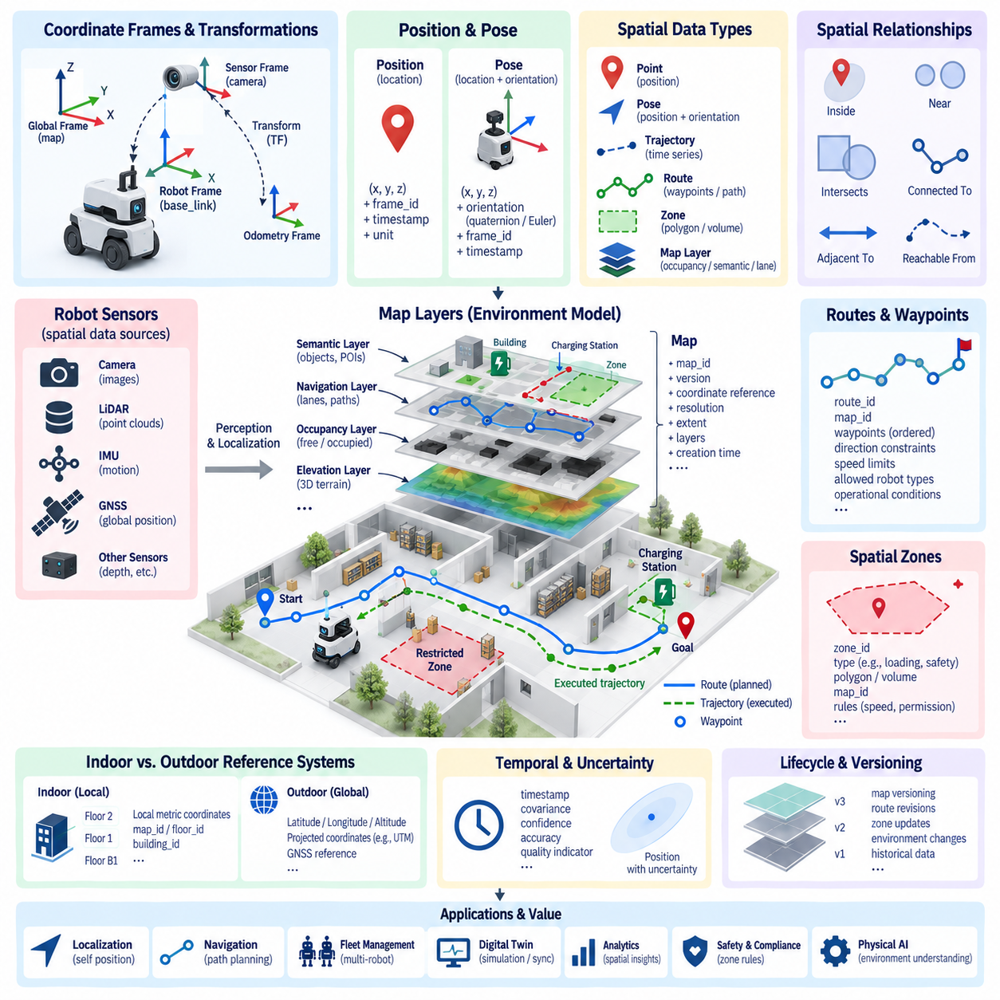 Coordinate Frames & Transformations
Z
Y
X
Global Frame
(map)
Sensor Frame
(camera)
Transform
(TF)
X
Robot Frame
(base_link)
Odometry Frame
Position & Pose
Position
(location)
(x, y, z)
+ frame_id
+ timestamp
+ unit
Pose
(location + orientation)
(x, y, z)
+ orientation
(quaternion / Euler)
+ frame_id
+ timestamp
Spatial Data Types
Point
(position)
Pose
(position + orientation
Trajectory
(time series)
Route
(waypoints / path)
Zone
(polygon / volume)
Map Layer
(occupancy / semantic / lane)
Spatial Relationships
Inside
Near
Intersects
Connected To
Adjacent To
Reachable From
Robot Sensors
(spatial data sources)
Camera
(images)
LiDAR
(point clouds)
IMU
(motion)
GNSS
(global position)
Other Sensors
(depth, etc.)
Perception
& Localization
Map Layers (Environment Model)
Semantic Layer
(objects, POIs)
Navigation Layer
(lanes, paths)
Occupancy Layer
(free / occupied)
Elevation Layer
(3D terrain)
...
Building
Charging Station
Zone
Map
+ map_id
+ version
+ coordinate reference
+ resolution
+ extent
+ layers
+ creation time
+ ...
Start
Restricted
Zone
Charging
Station
Goal
Executed trajectory
Route (planned)
Trajectory (executed)
Waypoint
Routes & Waypoints
route_id
map_id
waypoints (ordered)
direction constraints
speed limits
allowed robot types
operational conditions
...
Spatial Zones
zone_id
type (e.g., loading, safety)
polygon / volume
map_id
rules (speed, permission)
...
Indoor vs. Outdoor Reference Systems
Indoor (Local)
Floor 2
Floor 1
Floor B1
Local metric coordinates
map_id / floor_id
building_id
...
Outdoor (Global)
Latitude / Longitude / Altitude
Projected coordinates (e.g., UTM)
GNSS reference
...
Temporal & Uncertainty
timestamp
covariance
confidence
accuracy
quality indicator
...
Position
with uncertainty
Lifecycle & Versioning
v3
v2
v1
map versioning
route revisions
zone updates
environment changes
historical data
...
Applications & Value
Localization
(self position)
Navigation
(path planning)
Fleet Management
(multi-robot)
Digital Twin
(simulation / sync)
Analytics
(spatial insights)
Safety & Compliance
(zone rules)
Physical AI
(environment understanding)